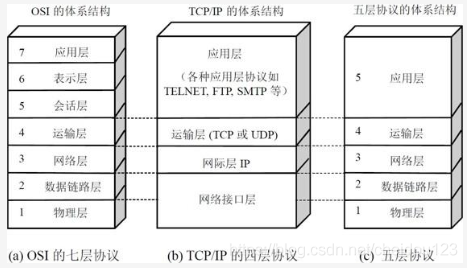 OSI 的体系结构
7 应用层
6 表示层
5 会话层
4 运输层
3 网络层
2 数据链路层
1 物理层
(a) OSI 的七层协议
TCP/IP 的体系结构
应用层
(各种应用层协议如
TELNET, FTP, SMTP 等)
运输层 (TCP 或 UDP)
网际层 IP
网络接口层
(b) TCP/IP 的四层协议
五层协议的体系结构
5 应用层
4 运输层
3 网络层
2 数据链路层
1 物理层
(c) 五层协议